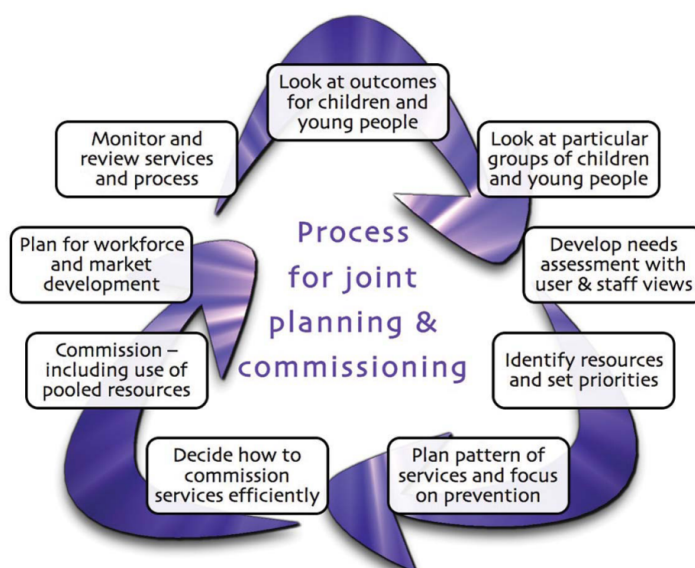 Look at outcomes
for children and
young people
Look at particular
groups of children
and young people
Develop needs
assessment with
user & staff views
Identify resources
and set priorities
Plan pattern of
services and focus
on prevention
Decide how to
commission
services efficiently
Commission –
including use of
pooled resources
Plan for workforce
and market
development
Monitor and
review services
and process
Process
for joint
planning &
commissioning